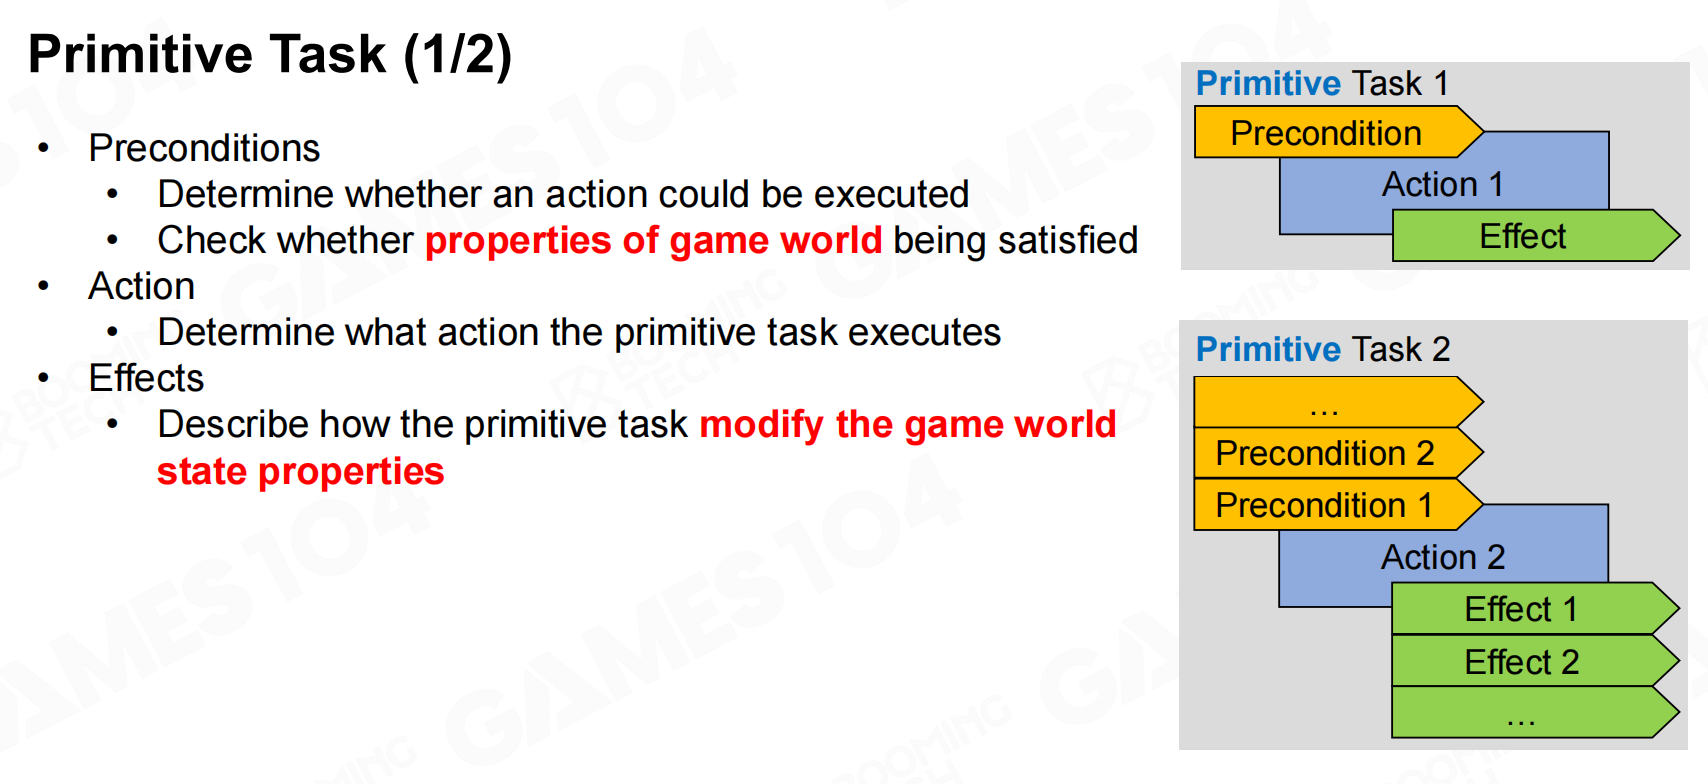 Primitive Task (1/2)
• Preconditions
• Determine whether an action could be executed
• Check whether properties of game world being satisfied
• Action
• Determine what action the primitive task executes
• Effects
• Describe how the primitive task modify the game world
state properties
Primitive Task 1
Precondition
Action 1
Effect
Primitive Task 2
...
Precondition 2
Precondition 1
Action 2
Effect 1
Effect 2
...
GAMES104
BOOMING
TECH